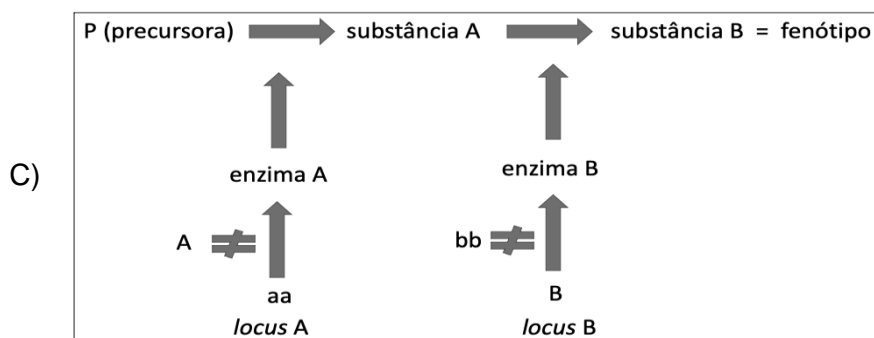 P (precursora) substância A substância B = fenótipo
enzima A enzima B
C)
A bb
aa B
locus A locus B